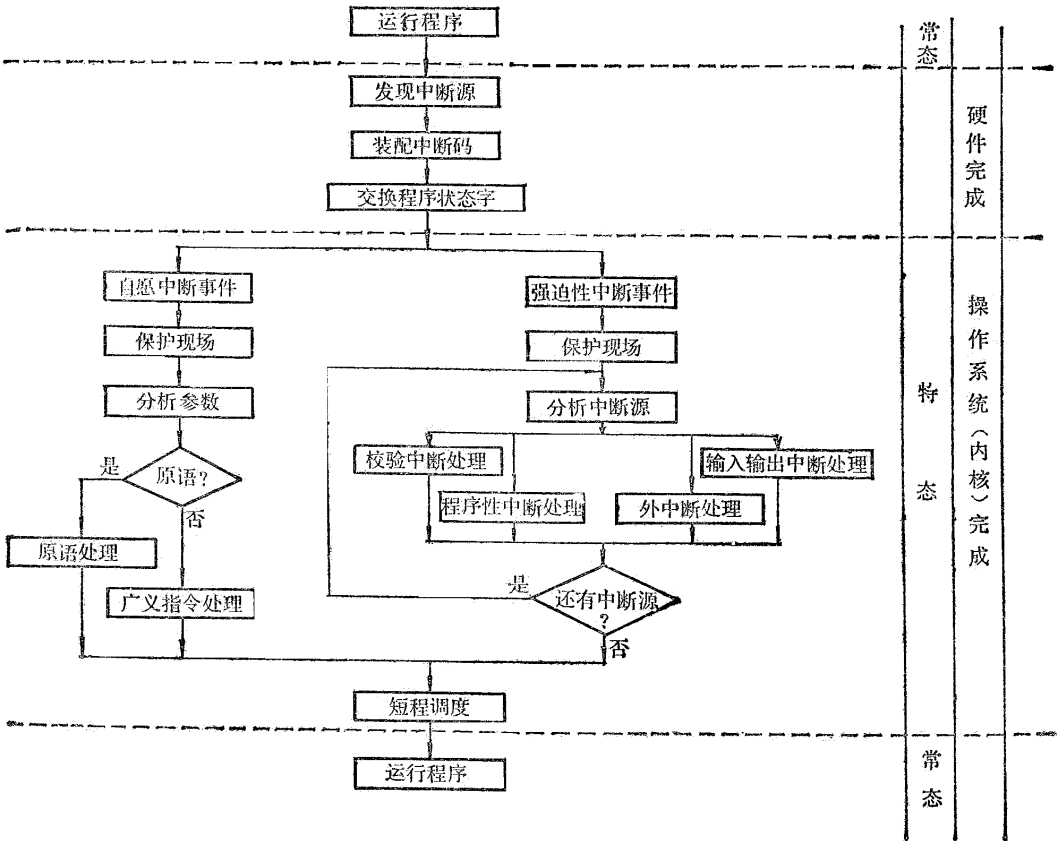 运行程序
发现中断源
装配中断码
交换程序状态字
自愿中断事件
保护现场
分析参数
原语?
是
否
原语处理
广义指令处理
强迫性中断事件
保护现场
分析中断源
校验中断处理
程序性中断处理
外中断处理
输入输出中断处理
还有中断源
?
是
否
短程调度
运行程序
常态
特态
常态
硬件完成
操作系统(内核)完成